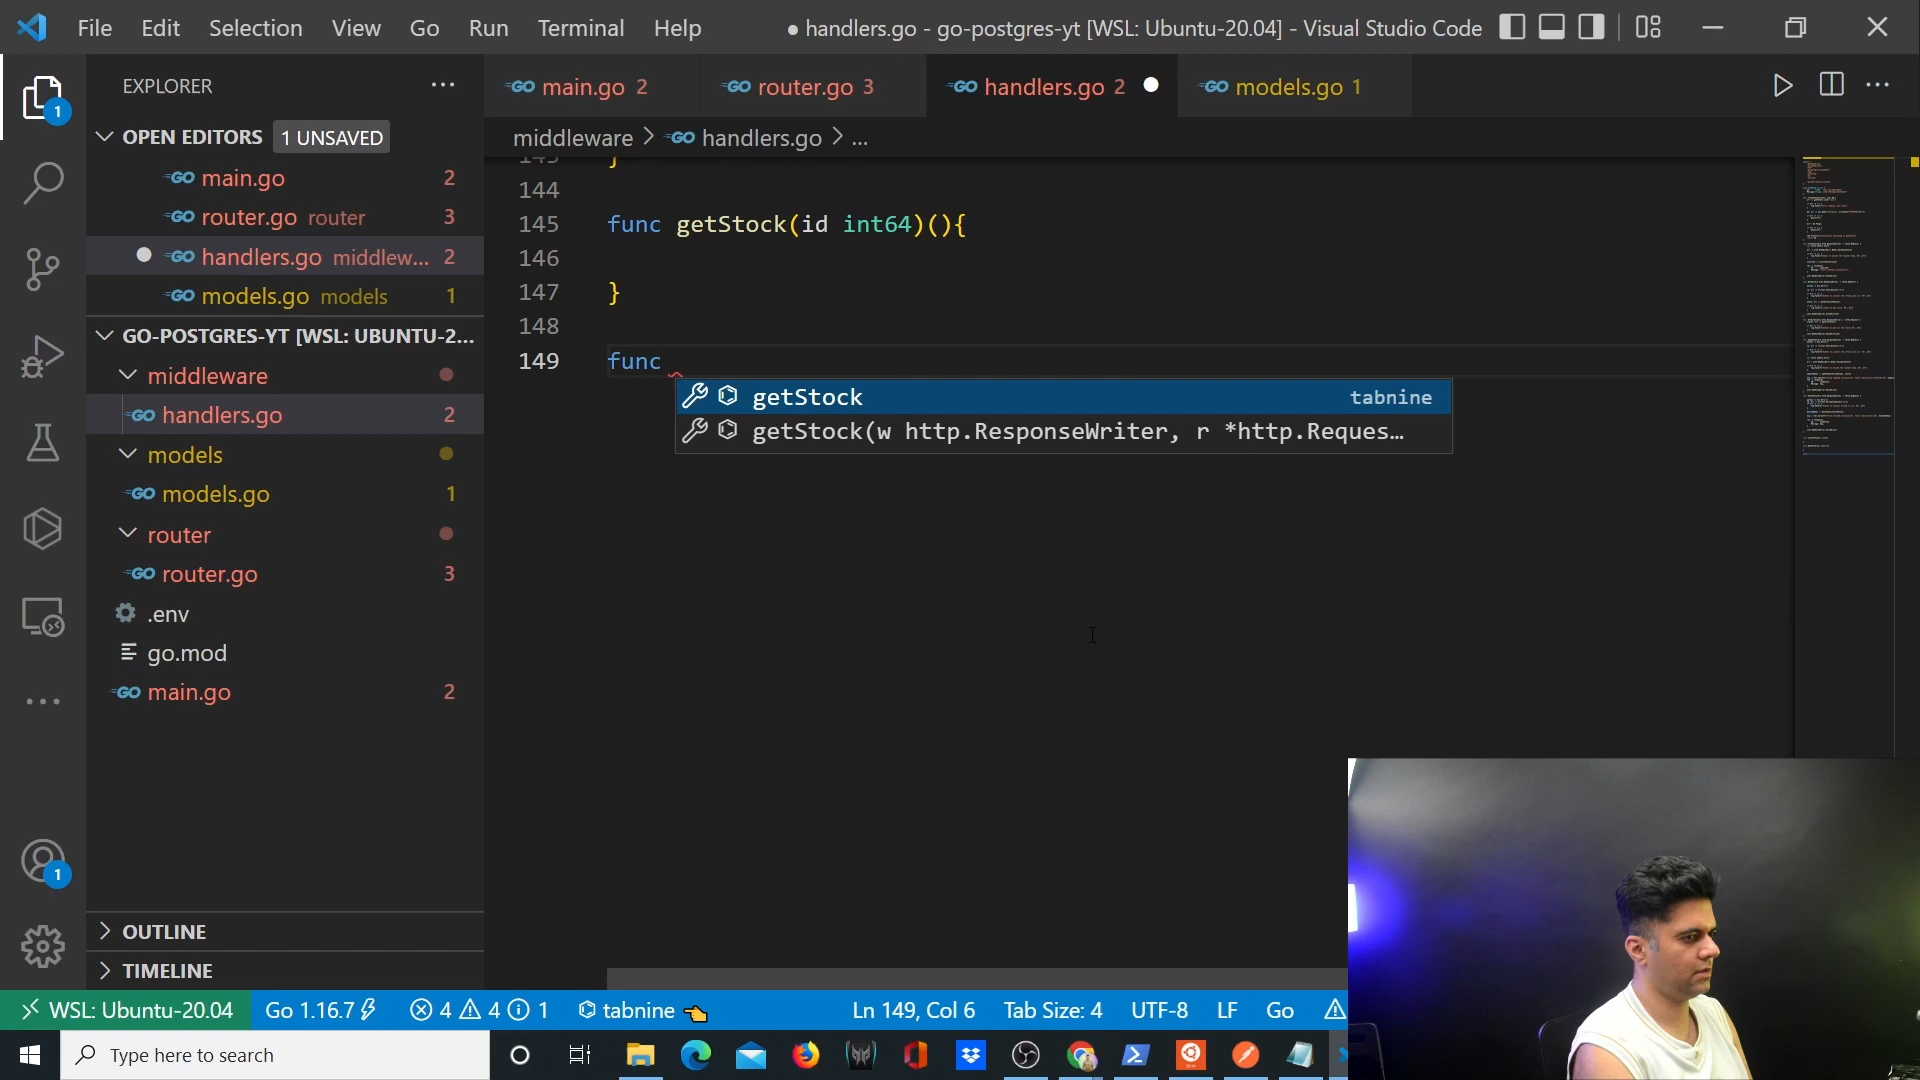 File Edit Selection View Go Run Terminal Help
● handlers.go - go-postgres-yt [WSL: Ubuntu-20.04] - Visual Studio Code
EXPLORER
OPEN EDITORS 1 UNSAVED
main.go 2
router.go router 3
handlers.go middlew... 2
models.go models 1
GO-POSTGRES-YT [WSL: UBUNTU-2...
middleware
handlers.go 2
models
models.go 1
router
router.go 3
.env
go.mod
main.go 2
OUTLINE
TIMELINE
1
1
main.go 2 router.go 3 handlers.go 2 models.go 1
middleware > handlers.go > ...
143 }
144
145 func getStock(id int64)(){
146
147 }
148
149 func
getStock tabnine
getStock(w http.ResponseWriter, r *http.Reques...
WSL: Ubuntu-20.04 Go 1.16.7 4 4 1 tabnine Ln 149, Col 6 Tab Size: 4 UTF-8 LF Go
Type here to search